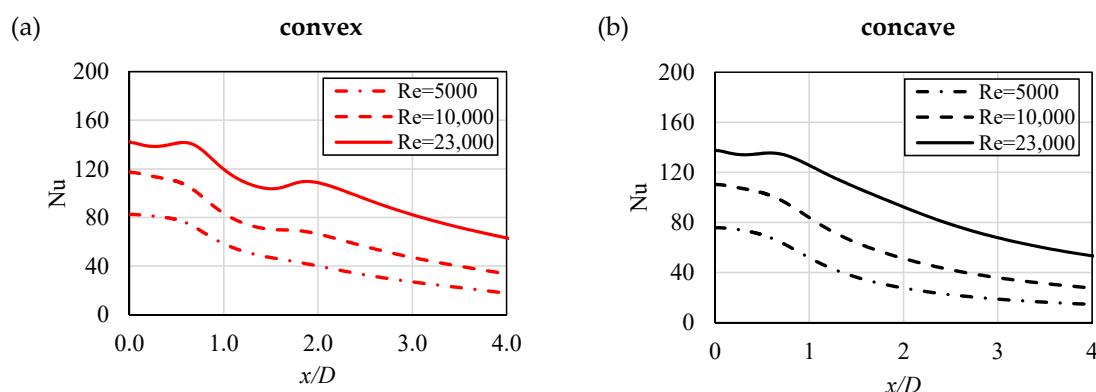 (a)
convex
200
160
120
80
40
0
Nu
Re=5000
Re=10,000
Re=23,000
0.0 1.0 2.0 3.0 4.0
x/D
(b)
concave
200
160
120
80
40
0
Nu
Re=5000
Re=10,000
Re=23,000
0 1 2 3 4
x/D